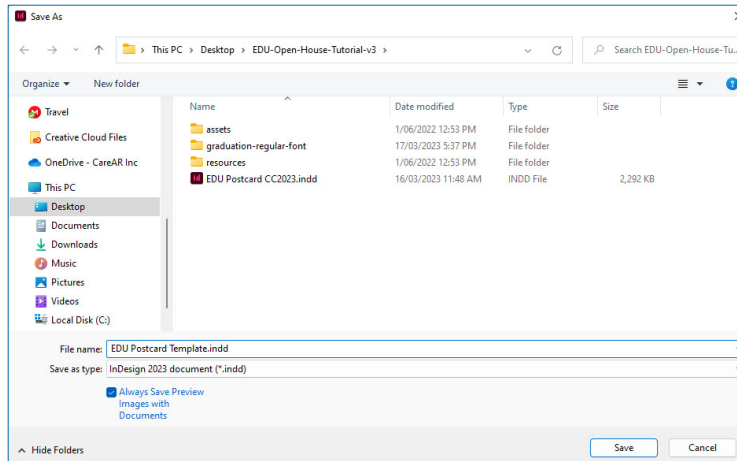 Id Save As
This PC > Desktop > EDU-Open-House-Tutorial-v3 >
Search EDU-Open-House-Tu...
Organize New folder
?
Name Date modified Type Size
Travel
Creative Cloud Files
OneDrive - CareAR Inc
This PC
Desktop
Documents
Downloads
Music
Pictures
Videos
Local Disk (C:)
assets 1/06/2022 12:53 PM File folder
graduation-regular-font 17/03/2023 5:37 PM File folder
resources 1/06/2022 12:53 PM File folder
Id EDU Postcard CC2023.indd 16/03/2023 11:48 AM INDD File 2,292 KB
File name: EDU Postcard Template.indd
Save as type: InDesign 2023 document (*.indd)
Always Save Preview
Images with
Documents
Hide Folders
Save Cancel